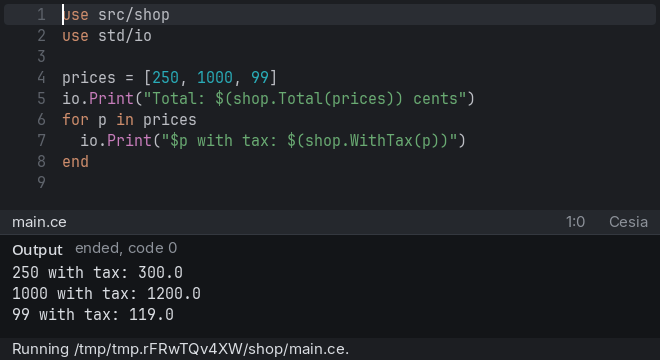 1 use src/shop
2 use std/io
3
4 prices = [250, 1000, 99]
5 io.Print("Total: $(shop.Total(prices)) cents")
6 for p in prices
7   io.Print("$p with tax: $(shop.WithTax(p))")
8 end
9
main.ce 1:0 Cesia
Output ended, code 0
250 with tax: 300.0
1000 with tax: 1200.0
99 with tax: 119.0
Running /tmp/tmp.rFRwTQv4XW/shop/main.ce.